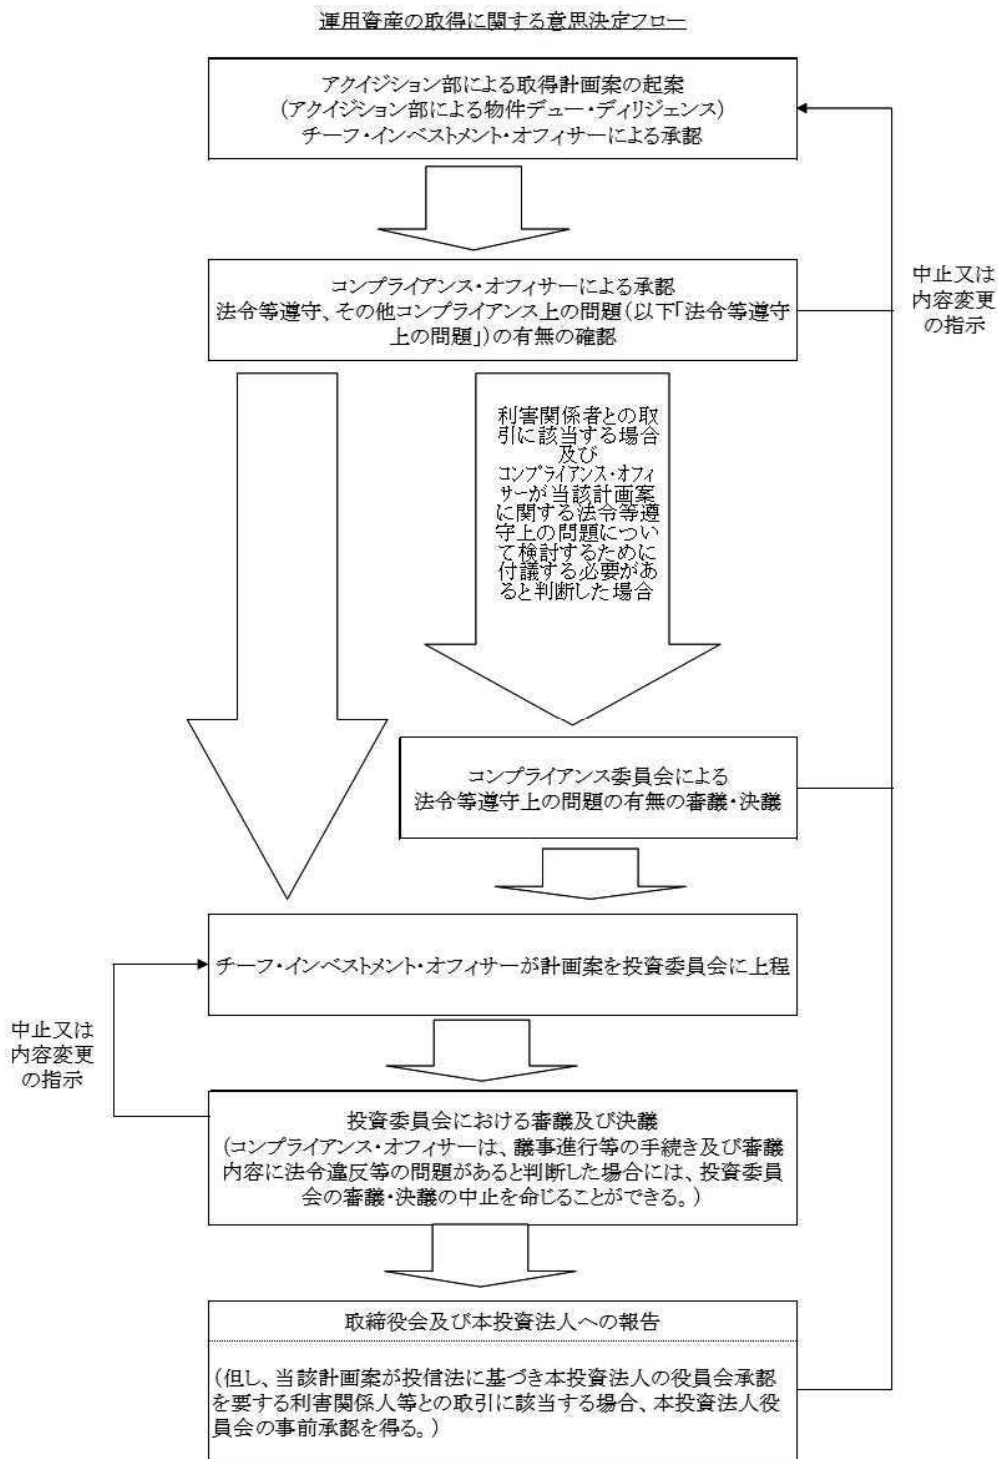 運用資産の取得に関する意思決定フロー
アクイジション部による取得計画案の起案
(アクイジション部による物件デュー・ディリジェンス)
チーフ・インベストメント・オフィサーによる承認
コンプライアンス・オフィサーによる承認
法令等遵守、その他コンプライアンス上の問題(以下「法令等遵守
上の問題」)の有無の確認
中止又は
内容変更
の指示
利害関係者との取
引に該当する場合
及び
コンプライアンス・オフィ
サーが当該計画案
に関する法令等遵
守上の問題につい
て検討するために
付議する必要があ
ると判断した場合
コンプライアンス委員会による
法令等遵守上の問題の有無の審議・決議
チーフ・インベストメント・オフィサーが計画案を投資委員会に上程
中止又は
内容変更
の指示
投資委員会における審議及び決議
(コンプライアンス・オフィサーは、議事進行等の手続き及び審議
内容に法令違反等の問題があると判断した場合には、投資委員
会の審議・決議の中止を命じることができる。)
取締役会及び本投資法人への報告
(但し、当該計画案が投信法に基づき本投資法人の役員会承認
を要する利害関係人等との取引に該当する場合、本投資法人役
員会の事前承認を得る。)